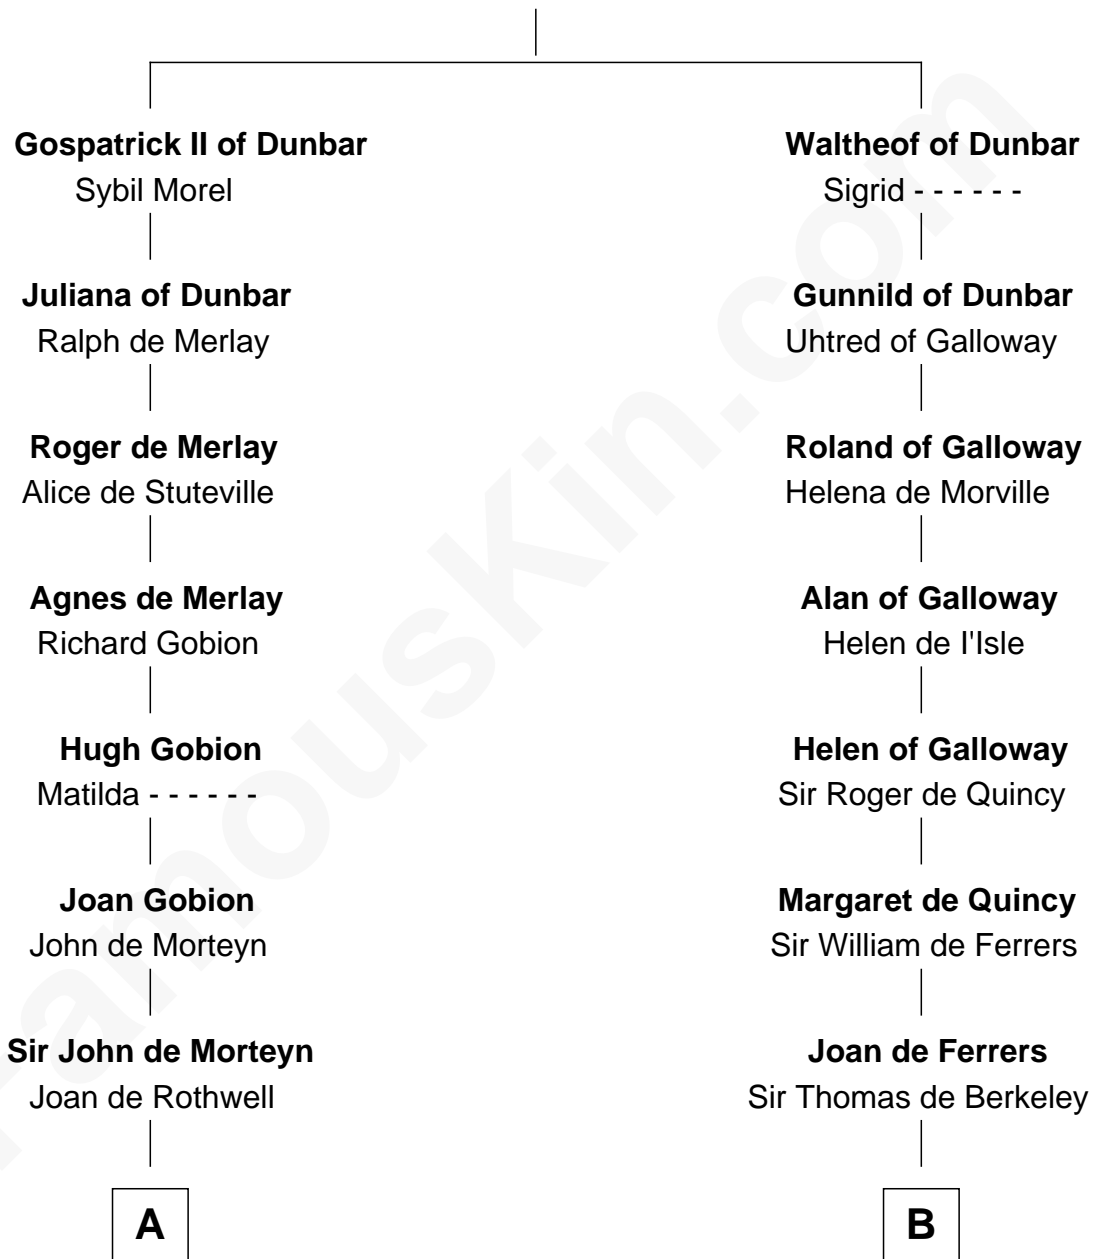 Gospatrick II of Dunbar
Sybil Morel
Juliana of Dunbar
Ralph de Merlay
Roger de Merlay
Alice de Stuteville
Agnes de Merlay
Richard Gobion
Hugh Gobion
Matilda - - - - - -
Joan Gobion
John de Morteyn
Sir John de Morteyn
Joan de Rothwell
A
Waltheof of Dunbar
Sigrid - - - - - -
Gunnild of Dunbar
Uhtred of Galloway
Roland of Galloway
Helena de Morville
Alan of Galloway
Helen de I'Isle
Helen of Galloway
Sir Roger de Quincy
Margaret de Quincy
Sir William de Ferrers
Joan de Ferrers
Sir Thomas de Berkeley
B
FamousKin.com